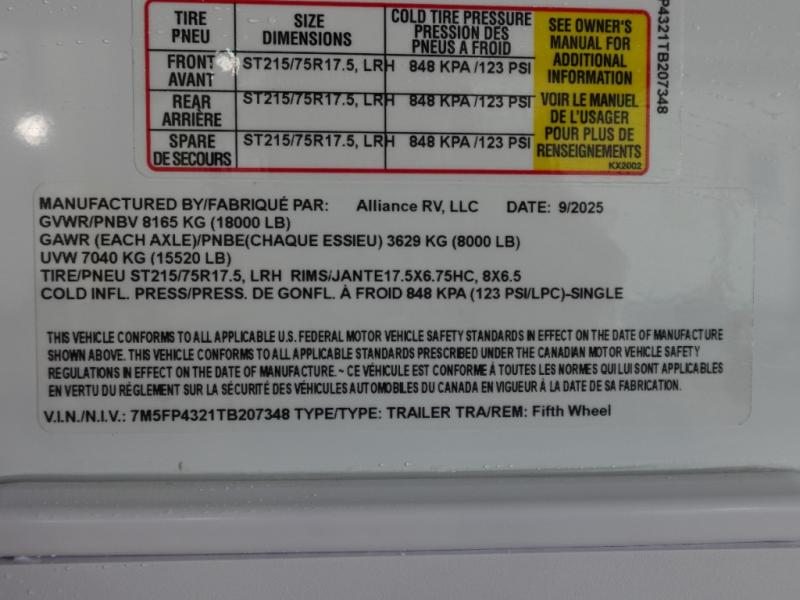 TIRE PNEU SIZE DIMENSIONS COLD TIRE PRESSURE PRESSION DES PNEUS A FROID
FRONT AVANT ST215/75R17.5, LRH 848 KPA /123 PSI
REAR ARRIÈRE ST215/75R17.5, LRH 848 KPA /123 PSI
SPARE DE SECOURS ST215/75R17.5, LRH 848 KPA /123 PSI
SEE OWNER'S
MANUAL FOR
ADDITIONAL
INFORMATION
VOIR LE MANUEL
DE L'USAGER
POUR PLUS DE
RENSEIGNEMENTS
KX2002
P4321TB207348
MANUFACTURED BY/FABRIQUÉ PAR: Alliance RV, LLC DATE: 9/2025
GVWR/PNBV 8165 KG (18000 LB)
GAWR (EACH AXLE)/PNBE(CHAQUE ESSIEU) 3629 KG (8000 LB)
UVW 7040 KG (15520 LB)
TIRE/PNEU ST215/75R17.5, LRH RIMS/JANTE17.5X6.75HC, 8X6.5
COLD INFL. PRESS/PRESS. DE GONFL. À FROID 848 KPA (123 PSI/LPC)-SINGLE
THIS VEHICLE CONFORMS TO ALL APPLICABLE U.S. FEDERAL MOTOR VEHICLE SAFETY STANDARDS IN EFFECT ON THE DATE OF MANUFACTURE
SHOWN ABOVE. THIS VEHICLE CONFORMS TO ALL APPLICABLE STANDARDS PRESCRIBED UNDER THE CANADIAN MOTOR VEHICLE SAFETY
REGULATIONS IN EFFECT ON THE DATE OF MANUFACTURE. ~ CE VÉHICULE EST CONFORME À TOUTES LES NORMES QUI LUI SONT APPLICABLES
EN VERTU DU RÈGLEMENT SUR LA SÉCURITÉ DES VÉHICULES AUTOMOBILES DU CANADA EN VIGUEUR À LA DATE DE SA FABRICATION.
V.I.N./N.I.V.: 7M5FP4321TB207348 TYPE/TYPE: TRAILER TRA/REM: Fifth Wheel